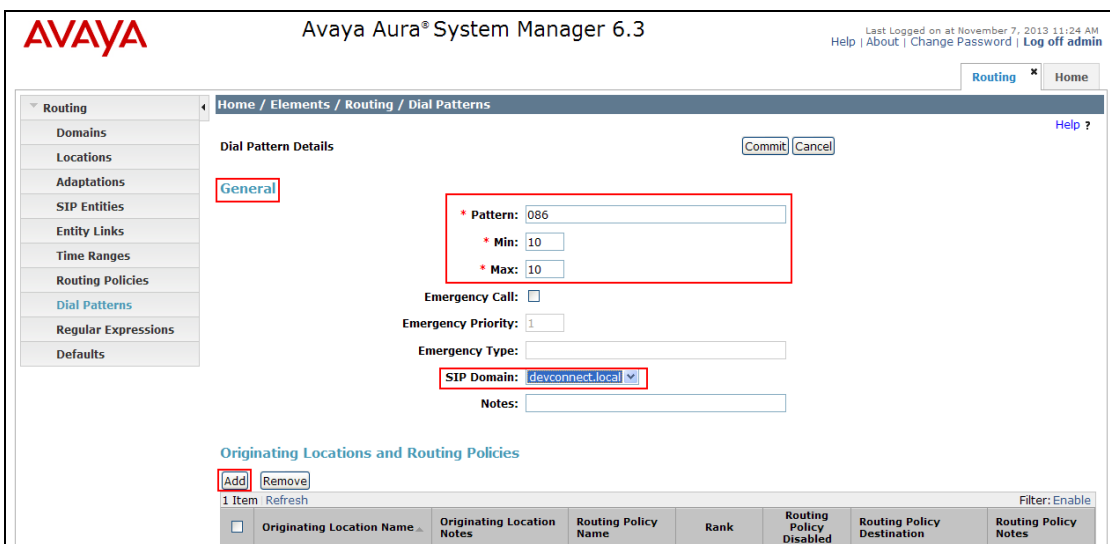 AVAYA
Avaya Aura® System Manager 6.3
Last Logged on at November 7, 2013 11:24 AM
Help | About | Change Password | Log off admin
Routing × Home
Routing
Domains
Locations
Adaptations
SIP Entities
Entity Links
Time Ranges
Routing Policies
Dial Patterns
Regular Expressions
Defaults
Home / Elements / Routing / Dial Patterns
Help ?
Dial Pattern Details
Commit Cancel
General
* Pattern: 086
* Min: 10
* Max: 10
Emergency Call:
Emergency Priority: 1
Emergency Type:
SIP Domain: devconnect.local
Notes:
Originating Locations and Routing Policies
Add Remove
1 Item Refresh Filter: Enable
Originating Location Name
Originating Location Notes
Routing Policy Name
Rank
Routing Policy Disabled
Routing Policy Destination
Routing Policy Notes